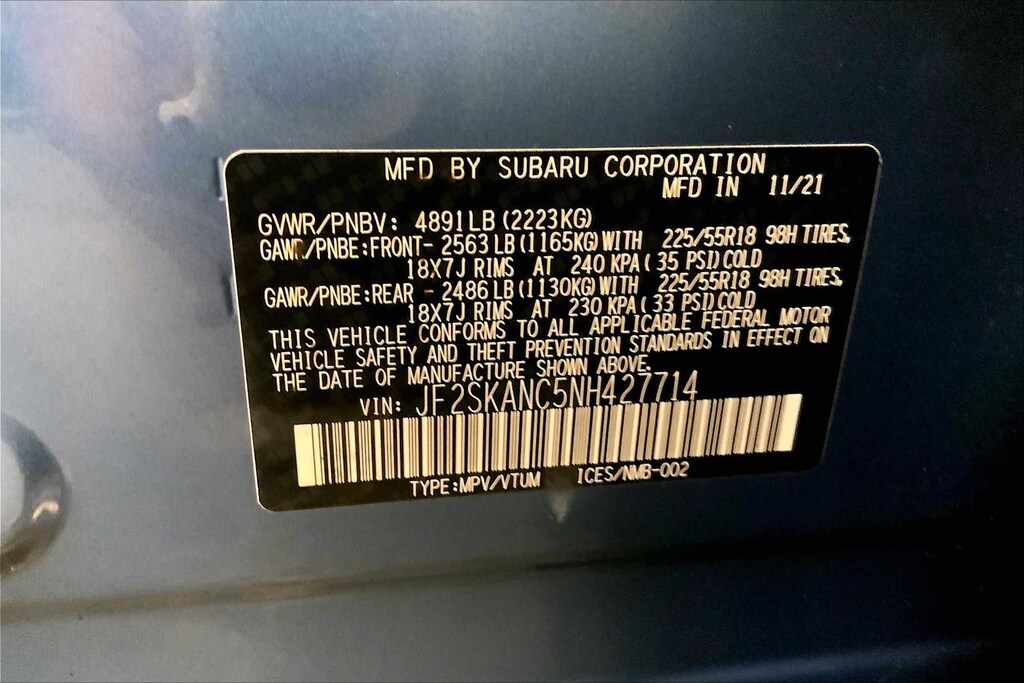 MFD BY SUBARU CORPORATION
MFD IN 11/21
GVWR/PNBV: 4891LB(2223KG)
GAWR/PNBE:FRONT- 2563LB(1165KG)WITH 225/55R18 98H TIRES,
18X7J RIMS AT 240 KPA(35 PSI)COLD
GAWR/PNBE:REAR - 2486LB(1130KG)WITH 225/55R18 98H TIRES,
18X7J RIMS AT 230 KPA(33 PSI)COLD
THIS VEHICLE CONFORMS TO ALL APPLICABLE FEDERAL MOTOR
VEHICLE SAFETY AND THEFT PREVENTION STANDARDS IN EFFECT ON
THE DATE OF MANUFACTURE SHOWN ABOVE.
VIN: JF2SKANC5NH427714
TYPE:MPV/VTUM ICES/NMB-002